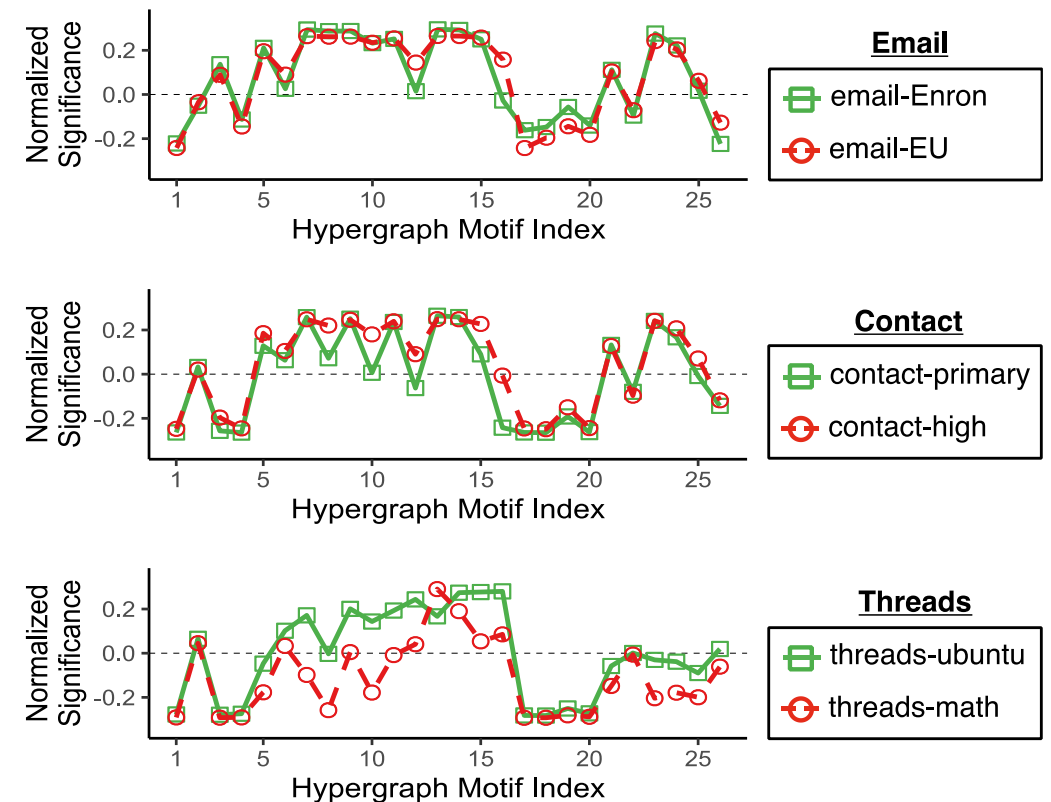 Normalized
Significance
0.2
0.0
-0.2
1 5 10 15 20 25
Hypergraph Motif Index
Email
email-Enron
email-EU
Normalized
Significance
0.2
0.0
-0.2
1 5 10 15 20 25
Hypergraph Motif Index
Contact
contact-primary
contact-high
Normalized
Significance
0.2
0.0
-0.2
1 5 10 15 20 25
Hypergraph Motif Index
Threads
threads-ubuntu
threads-math